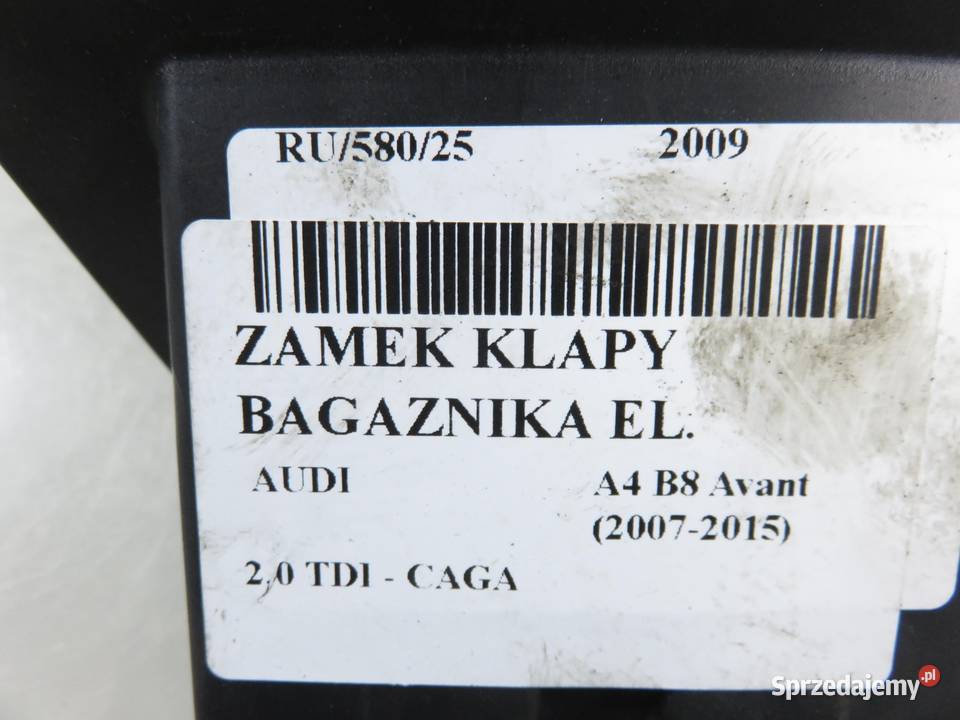 RU/580/25 2009
ZAMEK KLAPY
BAGAZNIKA EL.
AUDI A4 B8 Avant
(2007-2015)
2,0 TDI - CAGA
Sprzedajemy.pl